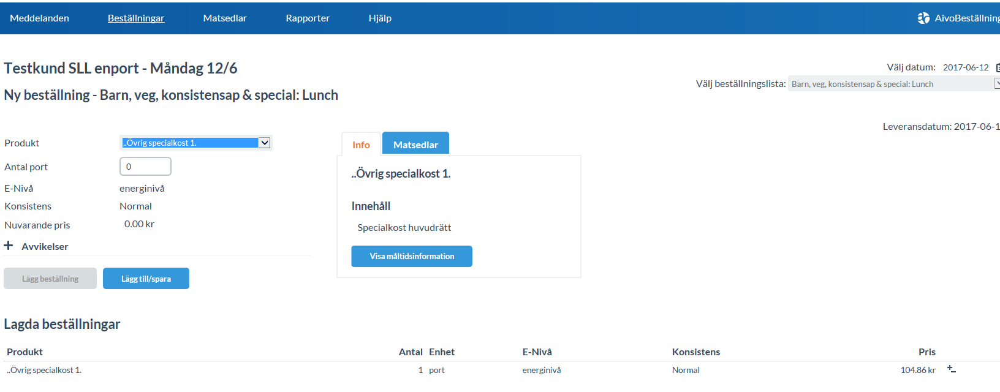 Meddelanden Beställningar Matsedlar Rapporter Hjälp AivoBeställning
Testkund SLL enport - Måndag 12/6
Välj datum: 2017-06-12
Välj beställningslista: Barn, veg, konsistensap & special: Lunch
Ny beställning - Barn, veg, konsistensap & special: Lunch
Leveransdatum: 2017-06-1
Produkt ..Övrig specialkost 1.
Antal port 0
E-Nivå energinivå
Konsistens Normal
Nuvarande pris 0.00 kr
+ Avvikelser
Lägg beställning Lägg till/spara
Info Matsedlar
..Övrig specialkost 1.
Innehåll
Specialkost huvudrätt
Visa måltidsinformation
Lagda beställningar
Produkt Antal Enhet E-Nivå Konsistens Pris
..Övrig specialkost 1. 1 port energinivå Normal 104.86 kr